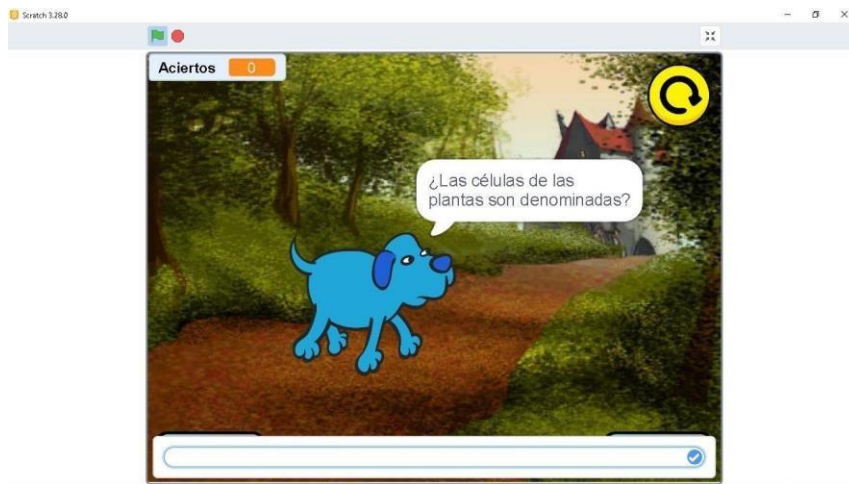 Scratch 3.28.0
Aciertos 0
¿Las células de las
plantas son denominadas?